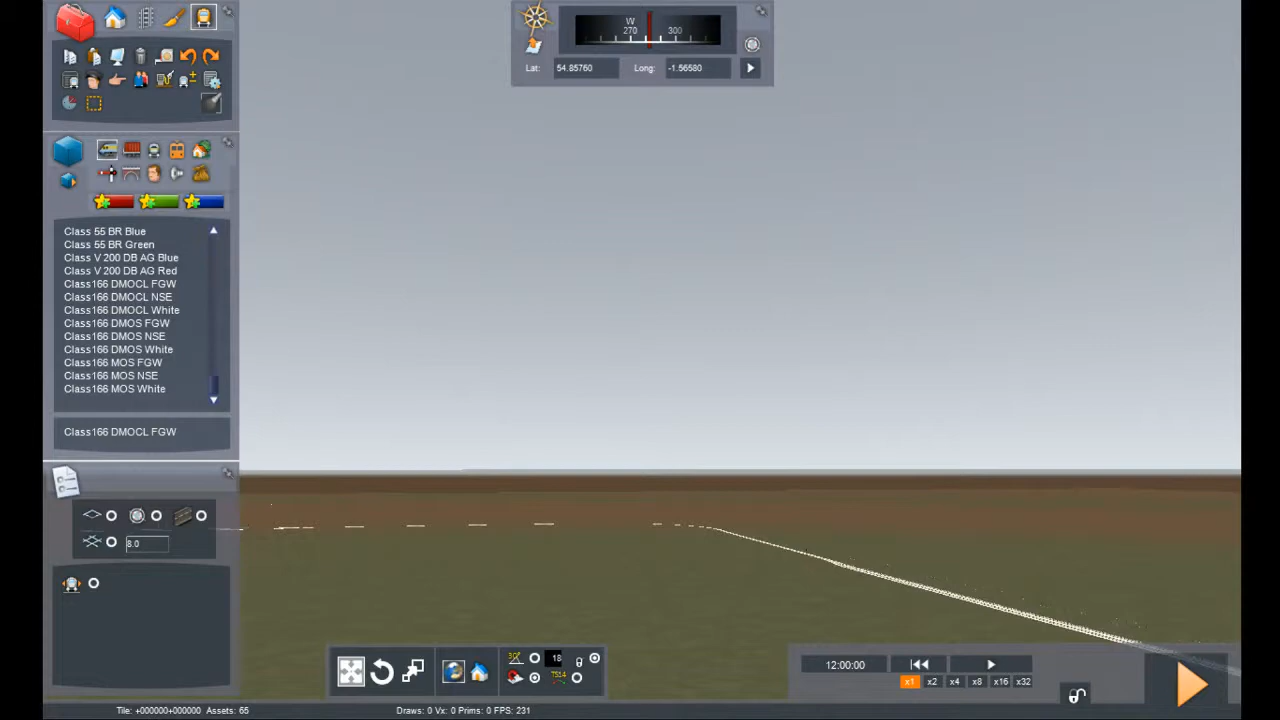 W
270 300
Lat: 54.85760 Long: -1.56580
Class 55 BR Blue
Class 55 BR Green
Class V 200 DB AG Blue
Class V 200 DB AG Red
Class166 DMOCL FGW
Class166 DMOCL NSE
Class166 DMOCL White
Class166 DMOS FGW
Class166 DMOS NSE
Class166 DMOS White
Class166 MOS FGW
Class166 MOS NSE
Class166 MOS White
Class166 DMOCL FGW
8.0
18
12:00:00
x1 x2 x4 x8 x16 x32
Tile: +000000+000000 Assets: 65 Draws: 0 Vx: 0 Prims: 0 FPS: 231